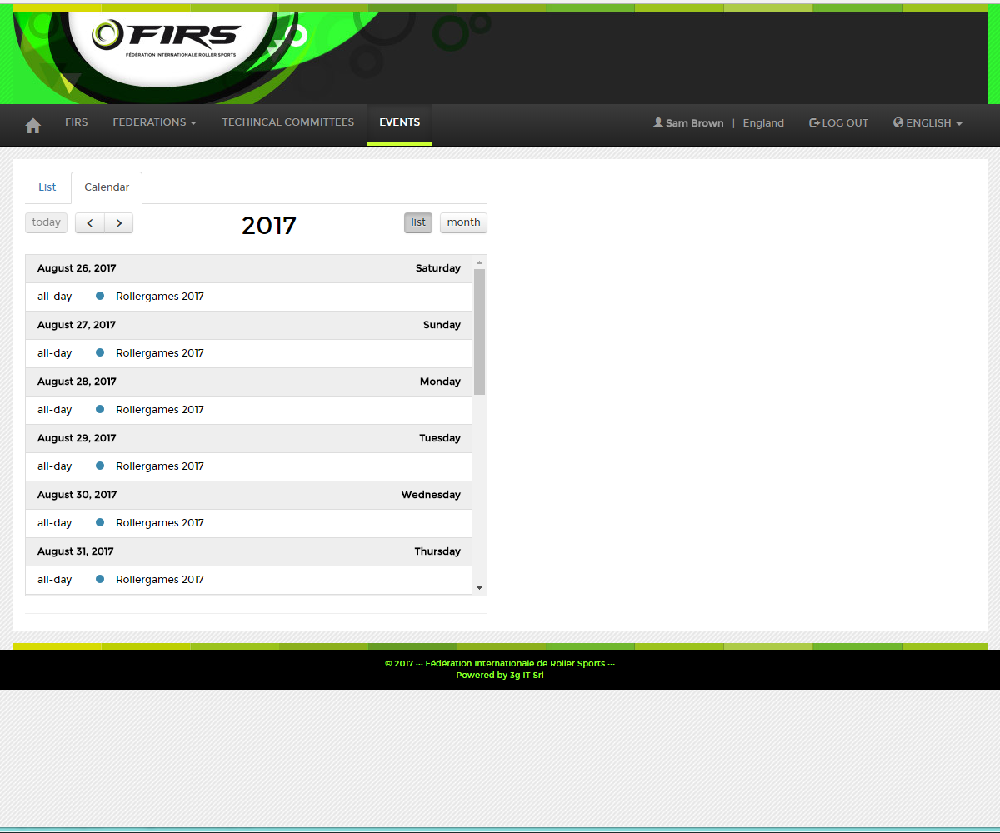 FIRS
FÉDÉRATION INTERNATIONALE ROLLER SPORTS
FIRS FEDERATIONS TECHINCAL COMMITTEES EVENTS Sam Brown | England LOG OUT ENGLISH
List Calendar
today 2017 list month
August 26, 2017 Saturday
all-day Rollergames 2017
August 27, 2017 Sunday
all-day Rollergames 2017
August 28, 2017 Monday
all-day Rollergames 2017
August 29, 2017 Tuesday
all-day Rollergames 2017
August 30, 2017 Wednesday
all-day Rollergames 2017
August 31, 2017 Thursday
all-day Rollergames 2017
© 2017 ::: Fédération Internationale de Roller Sports :::
Powered by 3g IT Srl